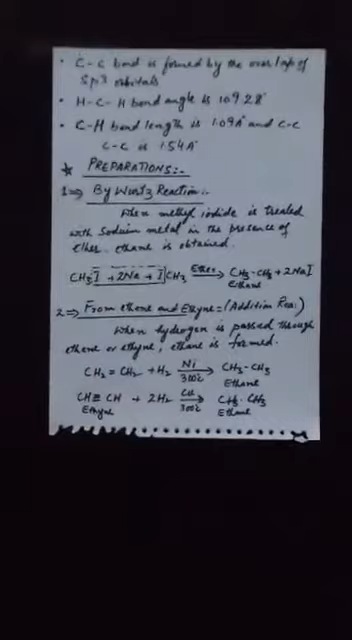 • C-C bond is formed by the overlap of
Sp3 orbitals
• H-C-H bond angle is 109.28°
• C-H bond length is 1.09A° and C-C
C-C is 1.54A°
* PREPARATIONS:-
1=> By Wurtz Reaction:-
When methyl iodide is treated
with Sodium metal in the presence of
Ether. ethane is obtained.
CH3I + 2Na + ICH3 Ether → CH3-CH3 + 2NaI
Ethane
2=> From ethene and Ethyne = (Addition Rea:)
When hydrogen is passed through
ethene or ethyne, ethane is formed.
CH2 = CH2 + H2 Ni → CH3-CH3
300°C Ethane
CH ≡ CH + 2H2 → CH3-CH3
Ethyne 300°C Ethane